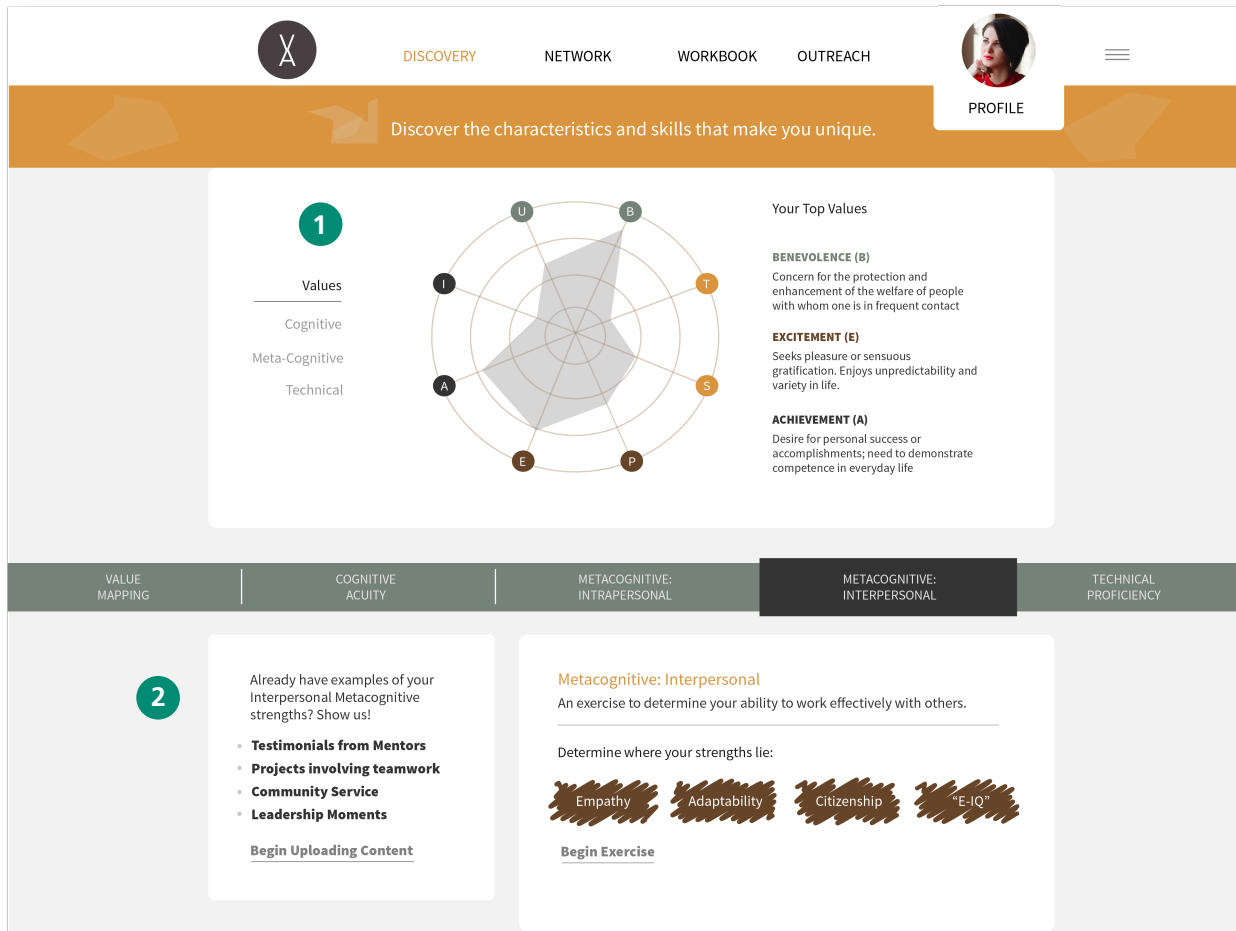 DISCOVERY
NETWORK
WORKBOOK
OUTREACH
PROFILE
Discover the characteristics and skills that make you unique.
1
Values
Cognitive
Meta-Cognitive
Technical
U
B
I
T
A
S
E
P
Your Top Values
BENEVOLENCE (B)
Concern for the protection and
enhancement of the welfare of people
with whom one is in frequent contact
EXCITEMENT (E)
Seeks pleasure or sensuous
gratification. Enjoys unpredictability and
variety in life.
ACHIEVEMENT (A)
Desire for personal success or
accomplishments; need to demonstrate
competence in everyday life
VALUE
MAPPING
COGNITIVE
ACUITY
METACOGNITIVE:
INTRAPERSONAL
METACOGNITIVE:
INTERPERSONAL
TECHNICAL
PROFICIENCY
2
Already have examples of your
Interpersonal Metacognitive
strengths? Show us!
Testimonials from Mentors
Projects involving teamwork
Community Service
Leadership Moments
Begin Uploading Content
Metacognitive: Interpersonal
An exercise to determine your ability to work effectively with others.
Determine where your strengths lie:
Empathy
Adaptability
Citizenship
“E-IQ”
Begin Exercise